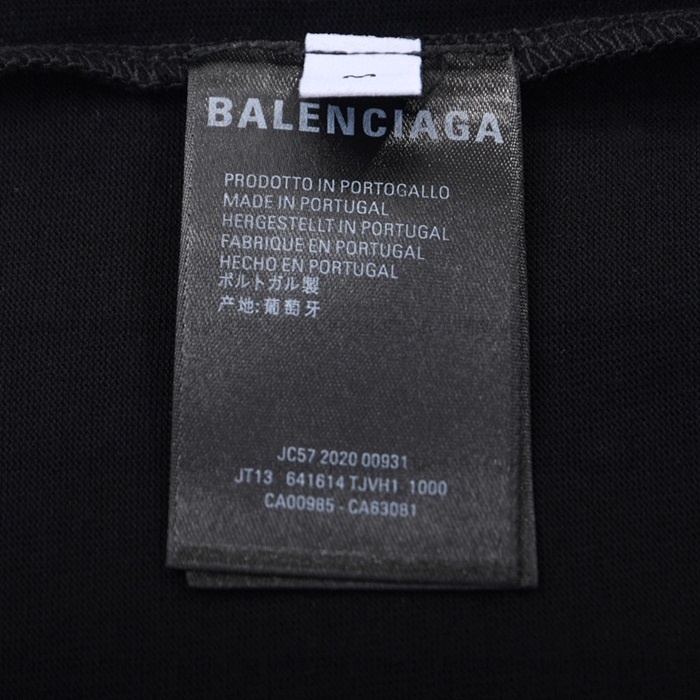 BALENCIAGA
PRODOTTO IN PORTOGALLO
MADE IN PORTUGAL
HERGESTELLT IN PORTUGAL
FABRIQUE EN PORTUGAL
HECHO EN PORTUGAL
ポルトガル製
产地:葡萄牙
JC57 2020 00931
JT13 641614 TJVH1 1000
CA00985 - CA63081